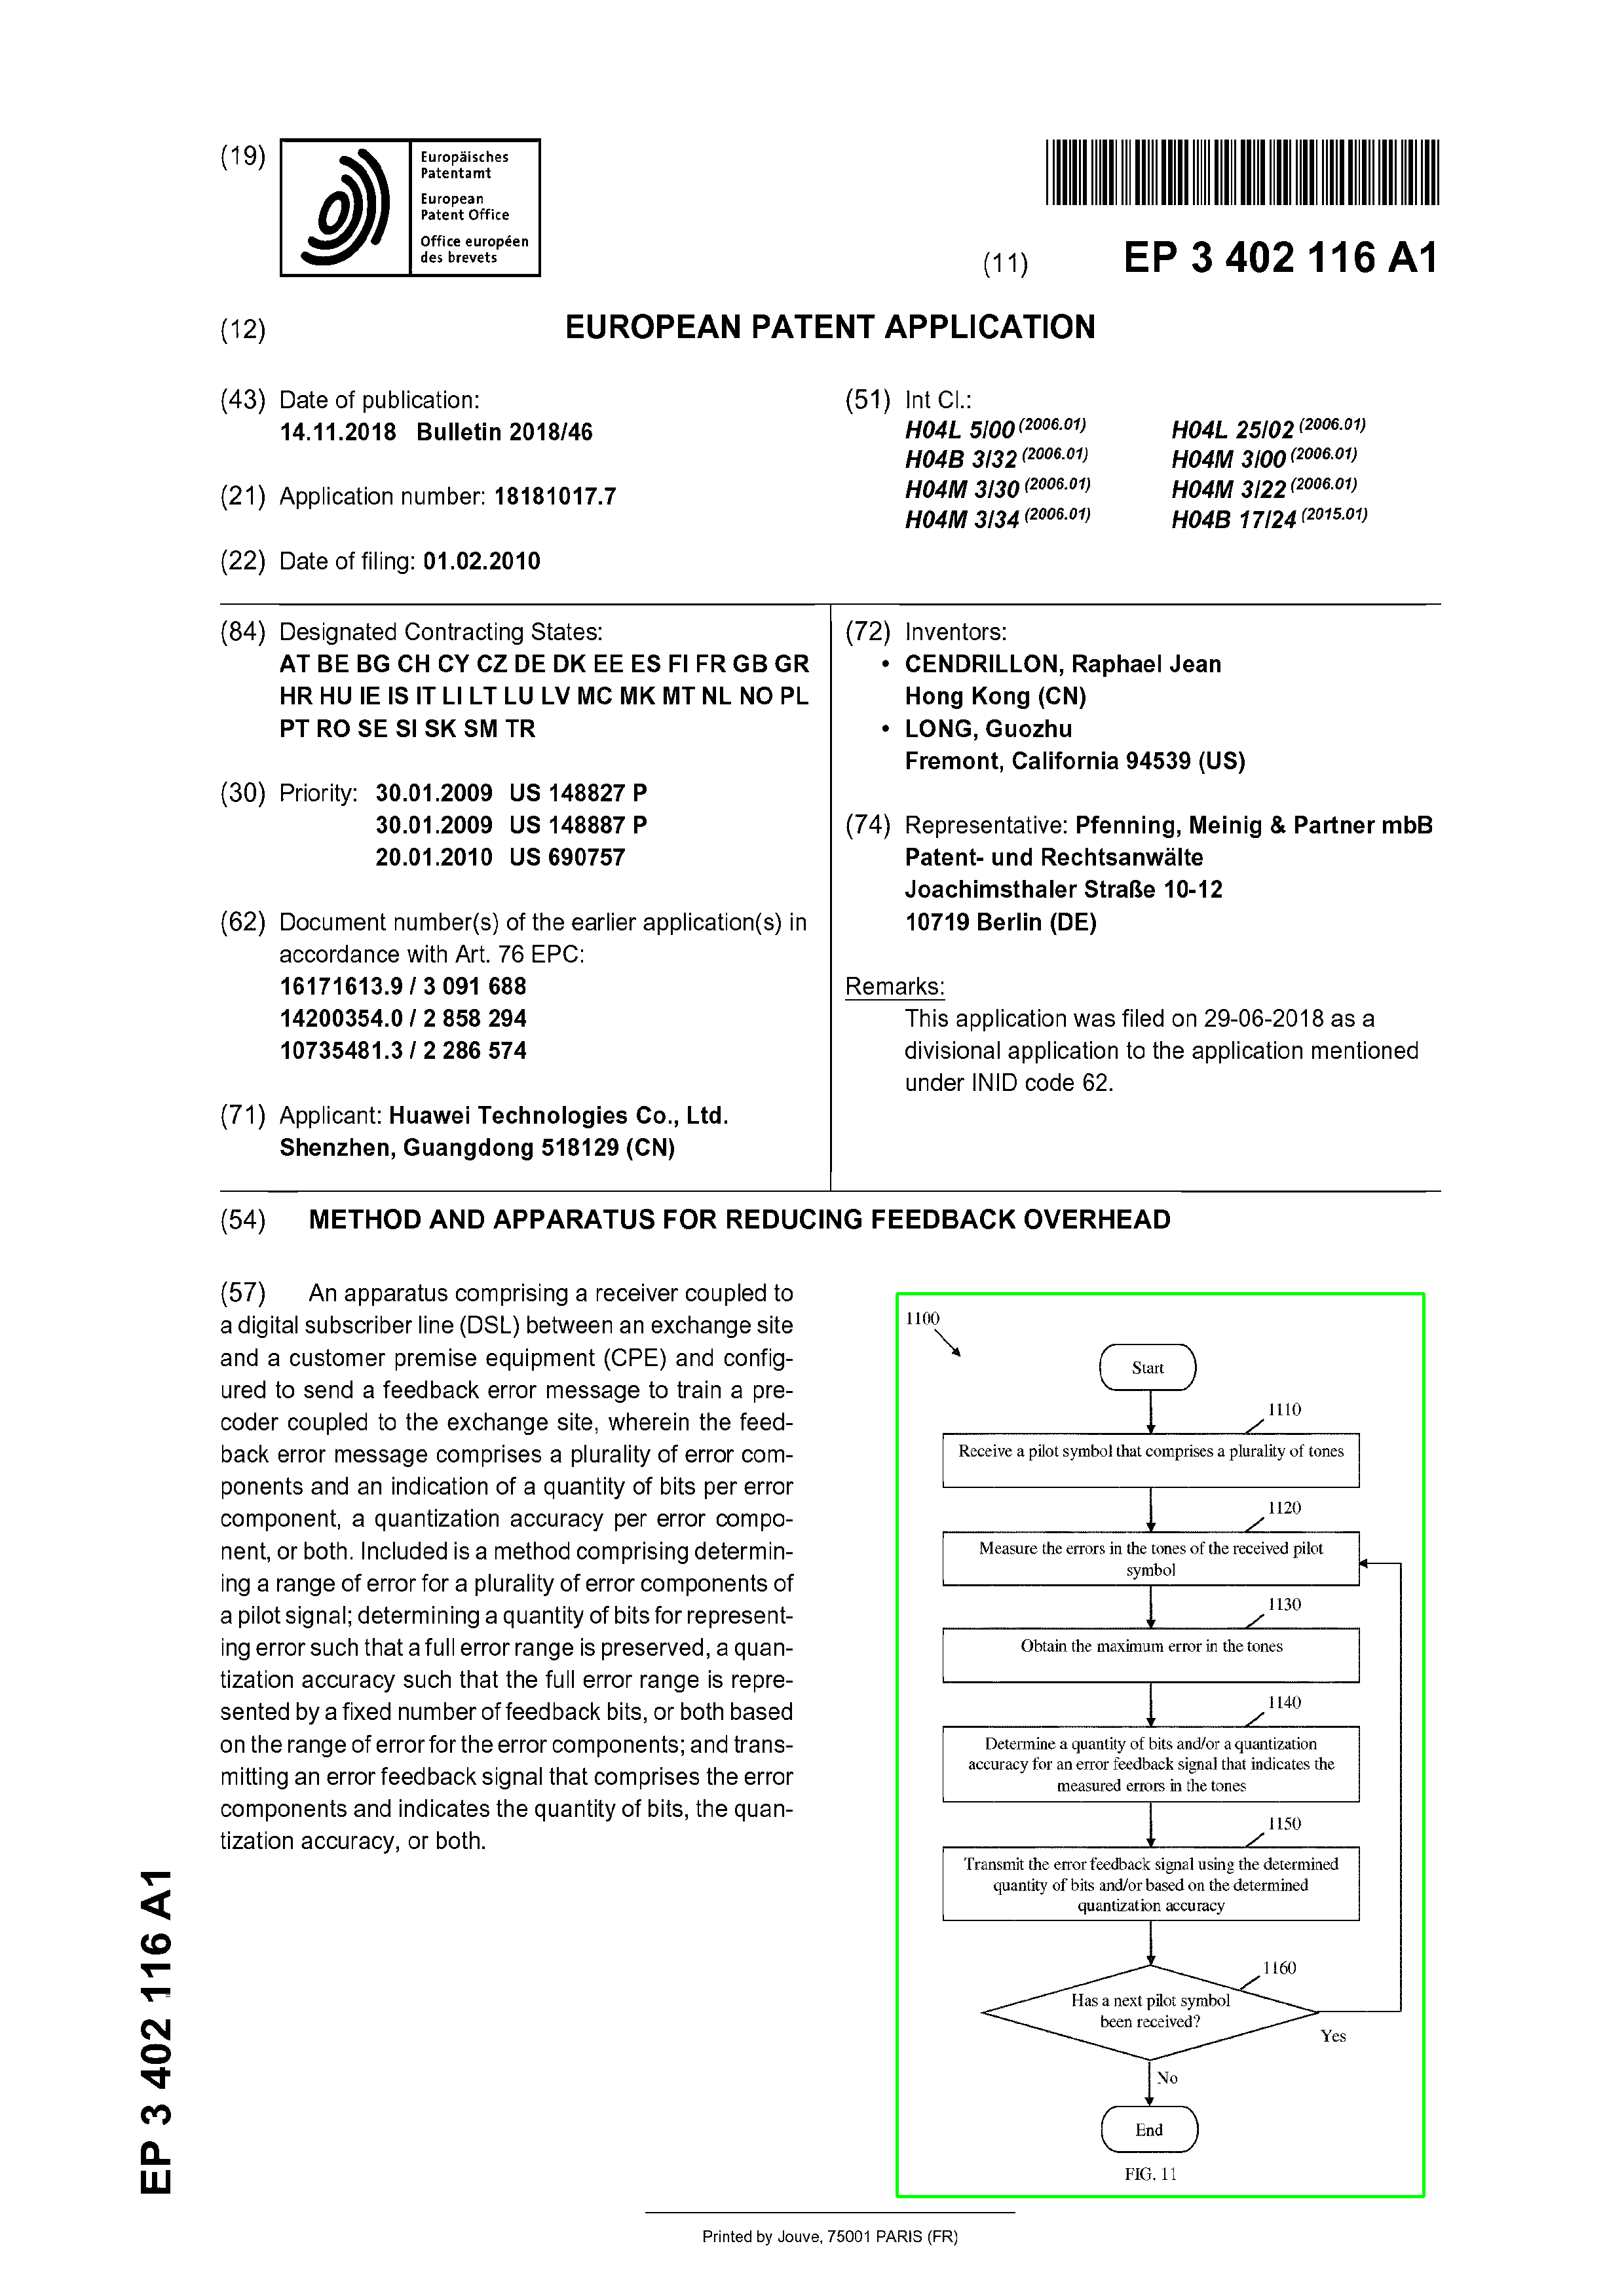 (19)
Europäisches
Patentamt
European
Patent Office
Office européen
des brevets
(11) EP 3 402 116 A1
(12) EUROPEAN PATENT APPLICATION
(43) Date of publication:
14.11.2018 Bulletin 2018/46
(21) Application number: 18181017.7
(22) Date of filing: 01.02.2010
(51) Int Cl.:
H04L 5/00 (2006.01) H04L 25/02 (2006.01)
H04B 3/32 (2006.01) H04M 3/00 (2006.01)
H04M 3/30 (2006.01) H04M 3/22 (2006.01)
H04M 3/34 (2006.01) H04B 17/24 (2015.01)
(84) Designated Contracting States:
AT BE BG CH CY CZ DE DK EE ES FI FR GB GR
HR HU IE IS IT LI LT LU LV MC MK MT NL NO PL
PT RO SE SI SK SM TR
(30) Priority: 30.01.2009 US 148827 P
30.01.2009 US 148887 P
20.01.2010 US 690757
(62) Document number(s) of the earlier application(s) in
accordance with Art. 76 EPC:
16171613.9 / 3 091 688
14200354.0 / 2 858 294
10735481.3 / 2 286 574
(71) Applicant: Huawei Technologies Co., Ltd.
Shenzhen, Guangdong 518129 (CN)
(72) Inventors:
• CENDRILLON, Raphael Jean
Hong Kong (CN)
• LONG, Guozhu
Fremont, California 94539 (US)
(74) Representative: Pfenning, Meinig & Partner mbB
Patent- und Rechtsanwälte
Joachimsthaler Straße 10-12
10719 Berlin (DE)
Remarks:
This application was filed on 29-06-2018 as a
divisional application to the application mentioned
under INID code 62.
(54) METHOD AND APPARATUS FOR REDUCING FEEDBACK OVERHEAD
(57) An apparatus comprising a receiver coupled to
a digital subscriber line (DSL) between an exchange site
and a customer premise equipment (CPE) and config-
ured to send a feedback error message to train a pre-
coder coupled to the exchange site, wherein the feed-
back error message comprises a plurality of error com-
ponents and an indication of a quantity of bits per error
component, a quantization accuracy per error compo-
nent, or both. Included is a method comprising determin-
ing a range of error for a plurality of error components of
a pilot signal; determining a quantity of bits for represent-
ing error such that a full error range is preserved, a quan-
tization accuracy such that the full error range is repre-
sented by a fixed number of feedback bits, or both based
on the range of error for the error components; and trans-
mitting an error feedback signal that comprises the error
components and indicates the quantity of bits, the quan-
tization accuracy, or both.
1100
Start
1110
Receive a pilot symbol that comprises a plurality of tones
1120
Measure the errors in the tones of the received pilot
symbol
1130
Obtain the maximum error in the tones
1140
Determine a quantity of bits and/or a quantization
accuracy for an error feedback signal that indicates the
measured errors in the tones
1150
Transmit the error feedback signal using the determined
quantity of bits and/or based on the determined
quantization accuracy
1160
Has a next pilot symbol
been received?
Yes
No
End
FIG. 11
EP 3 402 116 A1
Printed by Jouve, 75001 PARIS (FR)